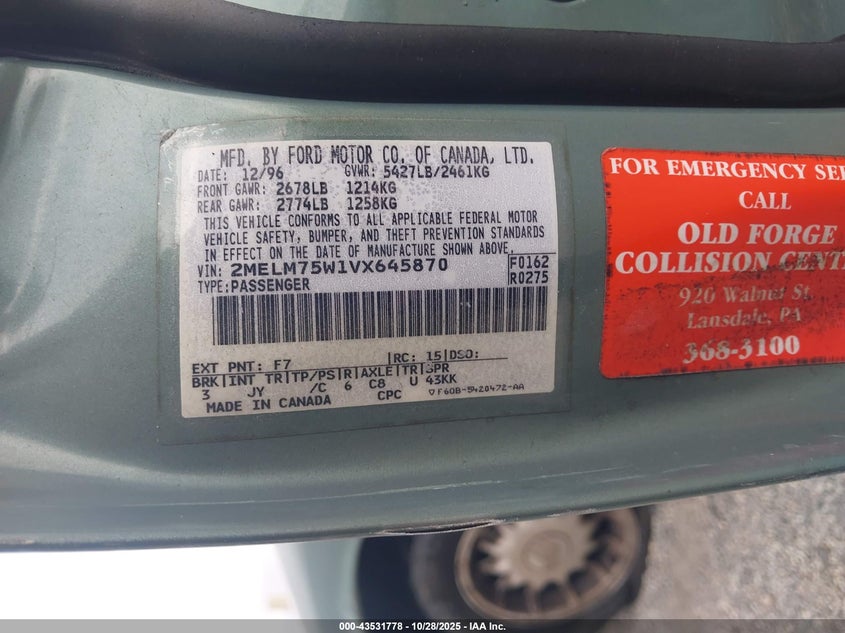 MFD. BY FORD MOTOR CO. OF CANADA, LTD.
DATE: 12/96 GVWR: 5427LB/2461KG
FRONT GAWR: 2678LB 1214KG
REAR GAWR: 2774LB 1258KG
THIS VEHICLE CONFORMS TO ALL APPLICABLE FEDERAL MOTOR
VEHICLE SAFETY, BUMPER, AND THEFT PREVENTION STANDARDS
IN EFFECT ON THE DATE OF MANUFACTURE SHOWN ABOVE.
VIN: 2MELM75W1VX645870 F0162
TYPE: PASSENGER R0275
EXT PNT: F7 RC: 15 DSO:
BRK INT TR TP/PS R AXLE TR SPR
3 JY /C 6 C8 U 43KK
MADE IN CANADA CPC ▽F60B-5420472-AA
FOR EMERGENCY SE
CALL
OLD FORGE
COLLISION CENT
920 Walnut St.
Lansdale, PA
368-3100
000-43531778 | 10/28/2025 | IAA Inc.